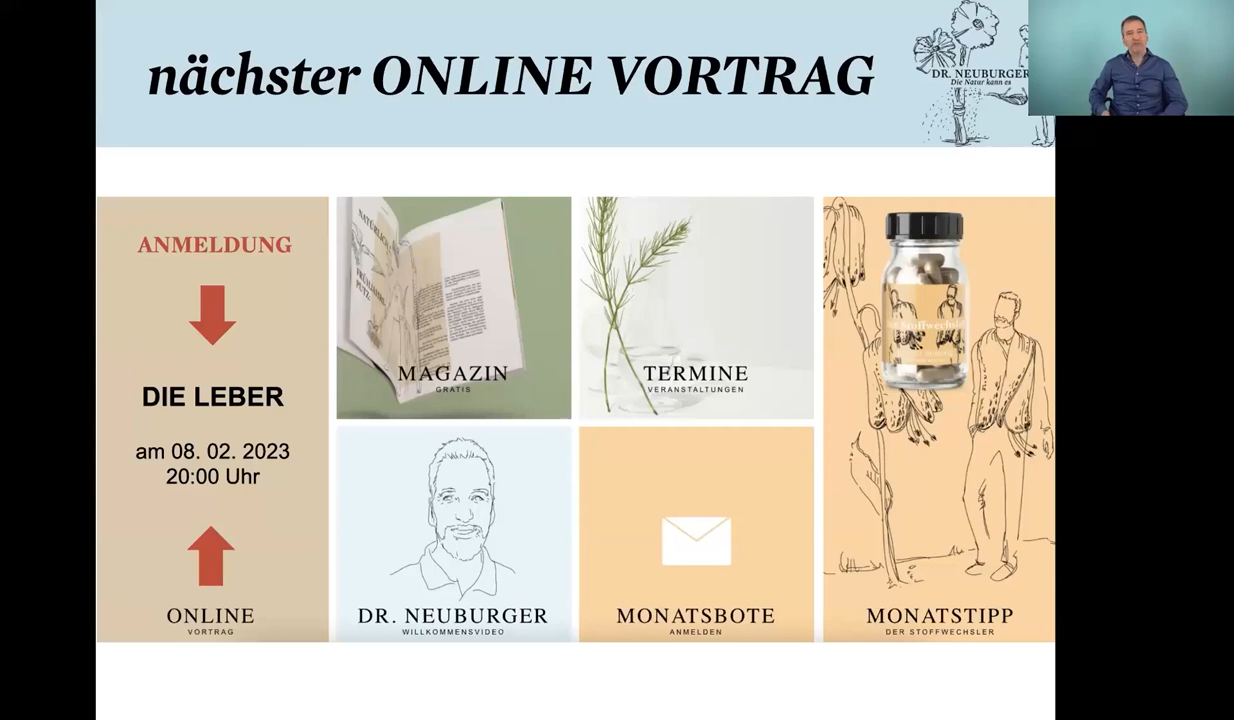 nächster ONLINE VORTRAG
DR. NEUBURGER
Die Natur kann es
ANMELDUNG
DIE LEBER
am 08. 02. 2023
20:00 Uhr
ONLINE
VORTRAG
MAGAZIN
GRATIS
TERMINE
VERANSTALTUNGEN
DR. NEUBURGER
WILLKOMMENSVIDEO
MONATSBOTE
ANMELDEN
MONATSTIPP
DER STOFFWECHSLER